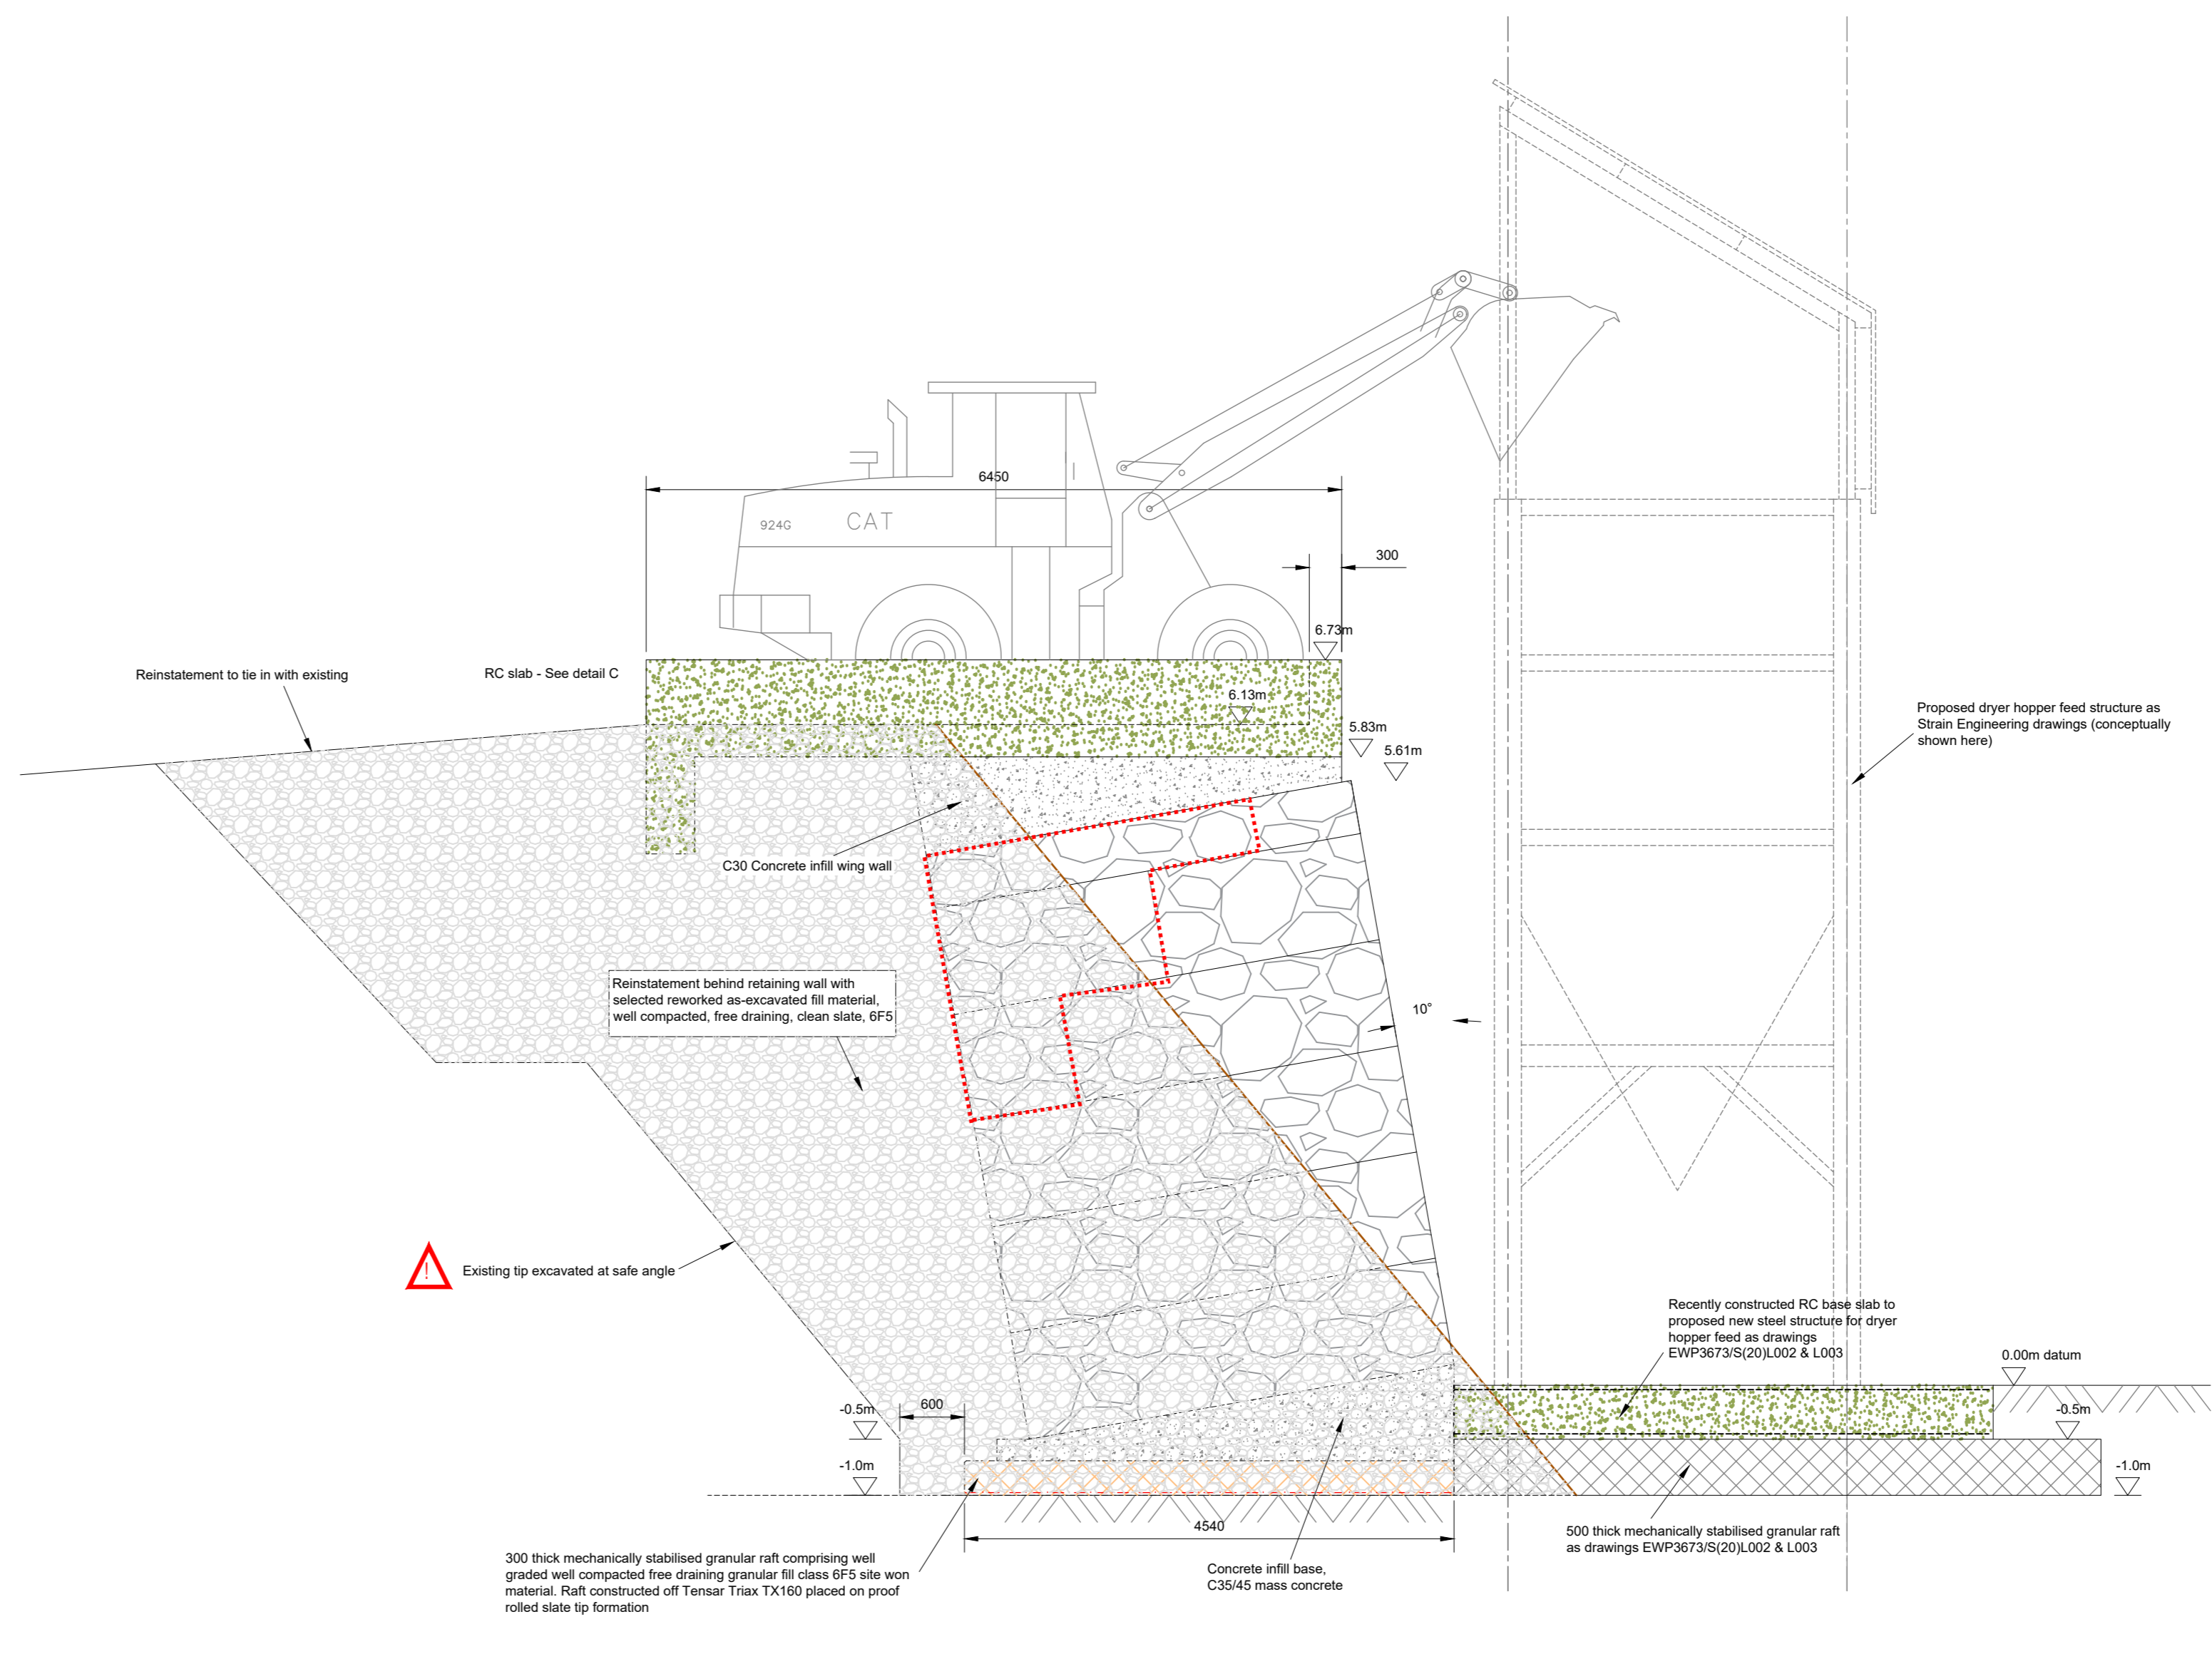 6450
924G
CAT
300
6.73m
Reinstatement to tie in with existing
RC slab - See detail C
6.13m
5.83m
5.61m
Proposed dryer hopper feed structure as
Strain Engineering drawings (conceptually
shown here)
C30 Concrete infill wing wall
Reinstatement behind retaining wall with
selected reworked as-excavated fill material,
well compacted, free draining, clean slate, 6F5
10°
!
Existing tip excavated at safe angle
Recently constructed RC base slab to
proposed new steel structure for dryer
hopper feed as drawings
EWP3673/S(20)L002 & L003
0.00m datum
-0.5m
600
-0.5m
-1.0m
-1.0m
4540
500 thick mechanically stabilised granular raft
as drawings EWP3673/S(20)L002 & L003
300 thick mechanically stabilised granular raft comprising well
graded well compacted free draining granular fill class 6F5 site won
material. Raft constructed off Tensar Triax TX160 placed on proof
rolled slate tip formation
Concrete infill base,
C35/45 mass concrete